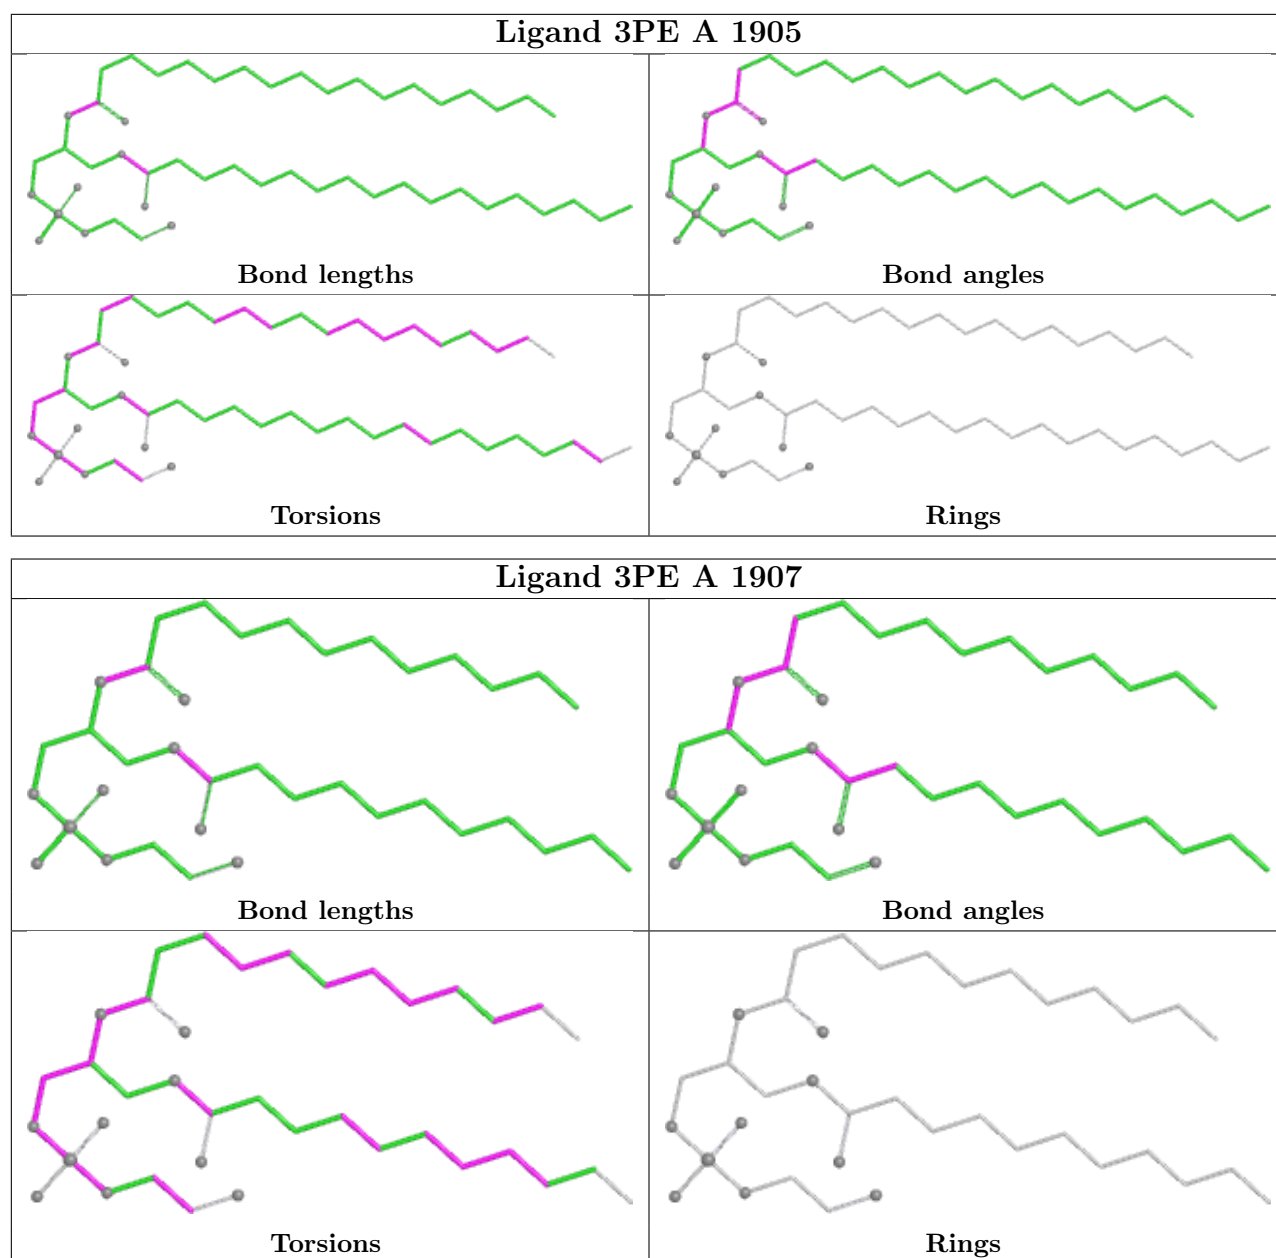 Ligand 3PE A 1905
Bond lengths
Bond angles
Torsions
Rings
Ligand 3PE A 1907
Bond lengths
Bond angles
Torsions
Rings